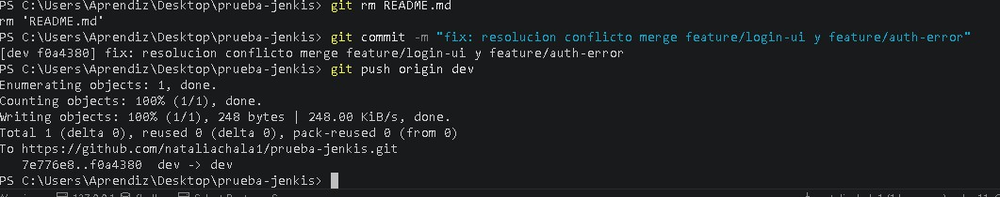 PS C:\Users\Aprendiz\Desktop\prueba-jenkis> git rm README.md
rm 'README.md'
PS C:\Users\Aprendiz\Desktop\prueba-jenkis> git commit -m "fix: resolucion conflicto merge feature/login-ui y feature/auth-error"
[dev f0a4380] fix: resolucion conflicto merge feature/login-ui y feature/auth-error
PS C:\Users\Aprendiz\Desktop\prueba-jenkis> git push origin dev
Enumerating objects: 1, done.
Counting objects: 100% (1/1), done.
Writing objects: 100% (1/1), 248 bytes | 248.00 KiB/s, done.
Total 1 (delta 0), reused 0 (delta 0), pack-reused 0 (from 0)
To https://github.com/nataliachala1/prueba-jenkis.git
   7e776e8..f0a4380  dev -> dev
PS C:\Users\Aprendiz\Desktop\prueba-jenkis>